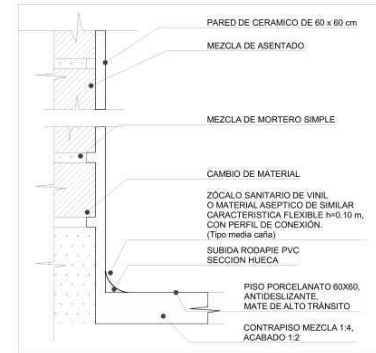 PARED DE CERAMICO DE 60 x 60 cm
MEZCLA DE ASENTADO
MEZCLA DE MORTERO SIMPLE
CAMBIO DE MATERIAL
ZÓCALO SANITARIO DE VINIL
O MATERIAL ASEPTICO DE SIMILAR
CARACTERISTICA FLEXIBLE h=0.10 m,
CON PERFIL DE CONEXIÓN.
(Tipo media caña)
SUBIDA RODAPIE PVC
SECCION HUECA
PISO PORCELANATO 60X60,
ANTIDESLIZANTE,
MATE DE ALTO TRÁNSITO
CONTRAPISO MEZCLA 1:4,
ACABADO 1:2